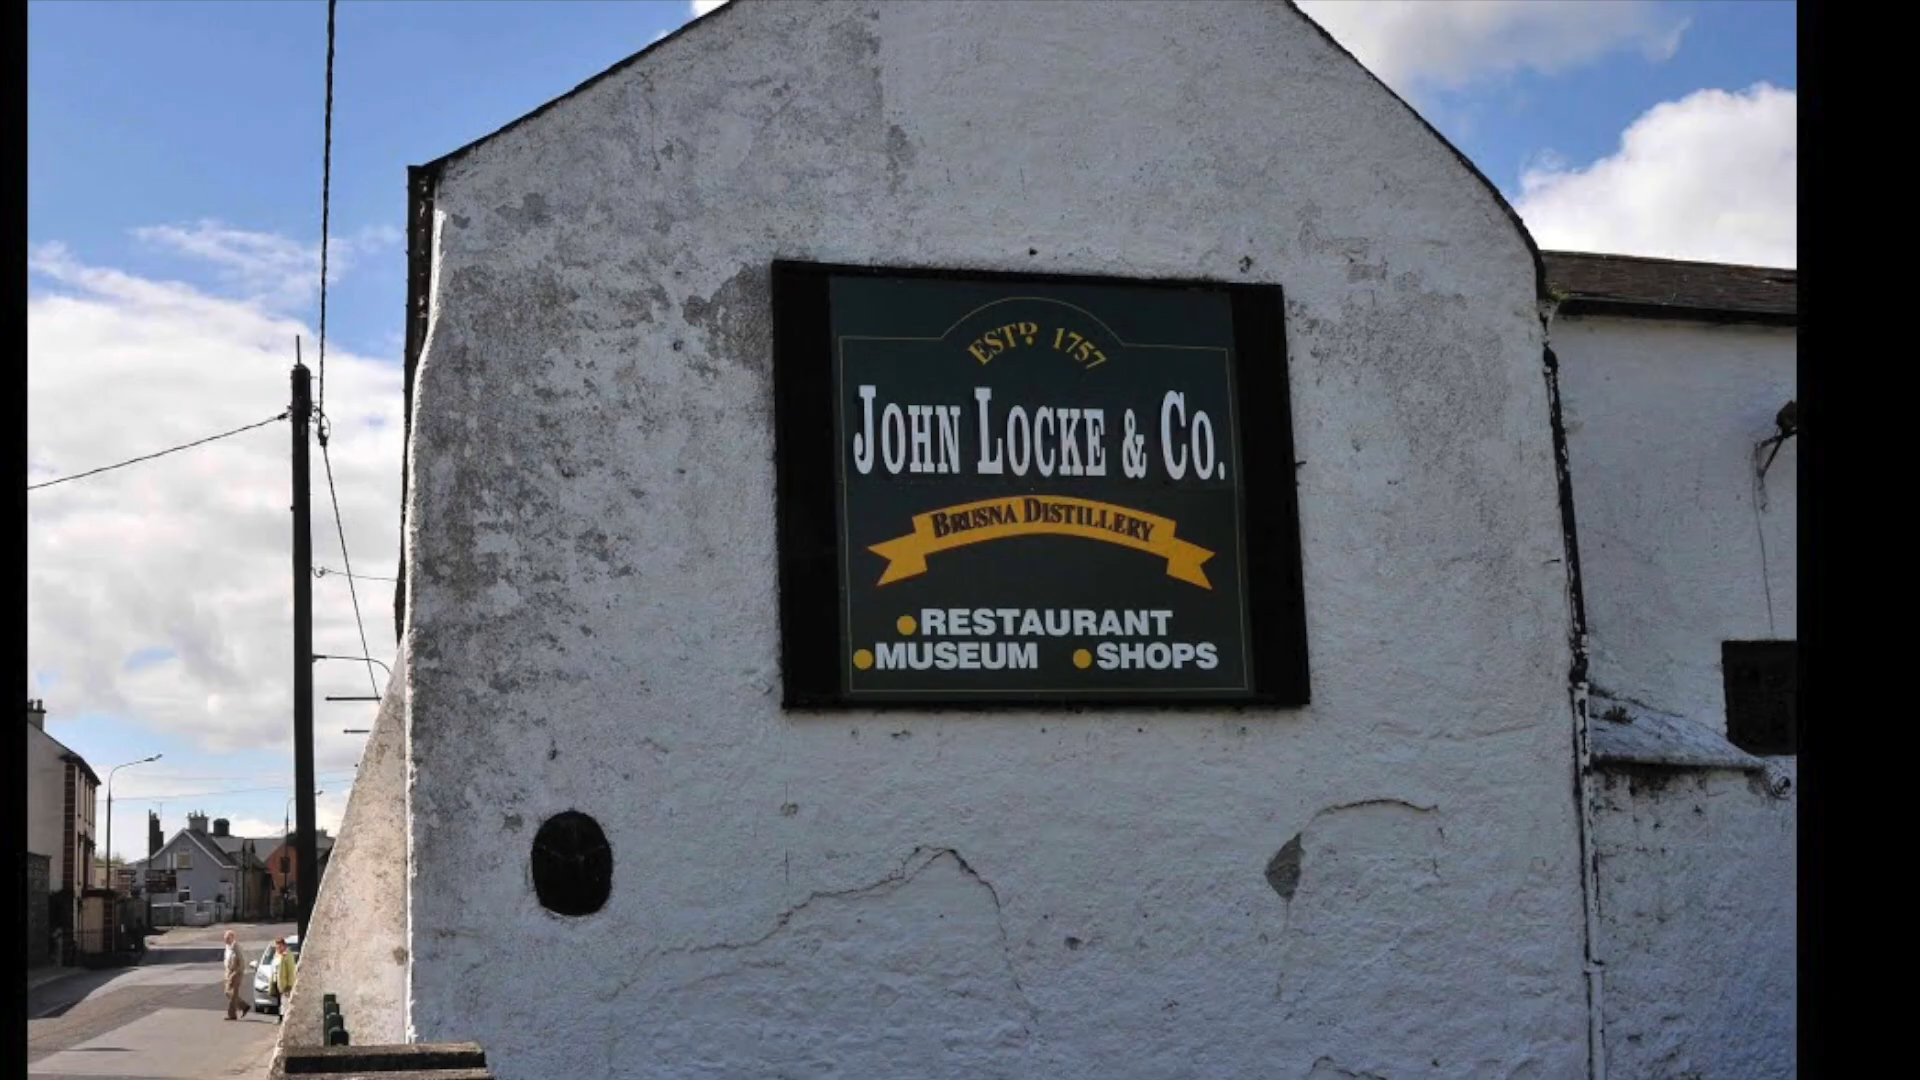 ESTD. 1757
JOHN LOCKE & CO.
BRUSNA DISTILLERY
•RESTAURANT
•MUSEUM •SHOPS